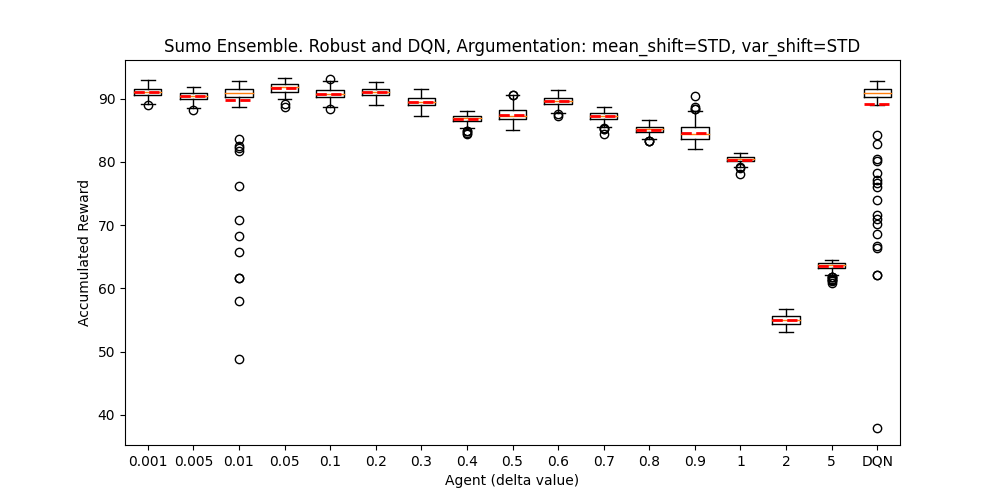 Sumo Ensemble. Robust and DQN, Argumentation: mean_shift=STD, var_shift=STD
Accumulated Reward
90
80
70
60
50
40
0.001 0.005 0.01 0.05 0.1 0.2 0.3 0.4 0.5 0.6 0.7 0.8 0.9 1 2 5 DQN
Agent (delta value)